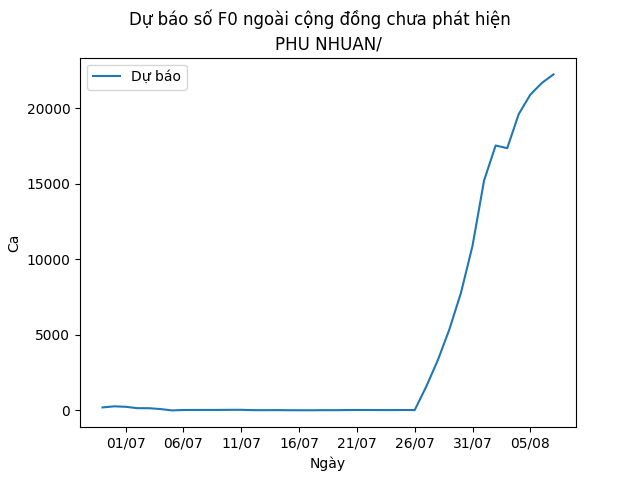 Dự báo số F0 ngoài cộng đồng chưa phát hiện
PHU NHUAN/
Dự báo
20000
15000
10000
5000
0
Ca
01/07 06/07 11/07 16/07 21/07 26/07 31/07 05/08
Ngày